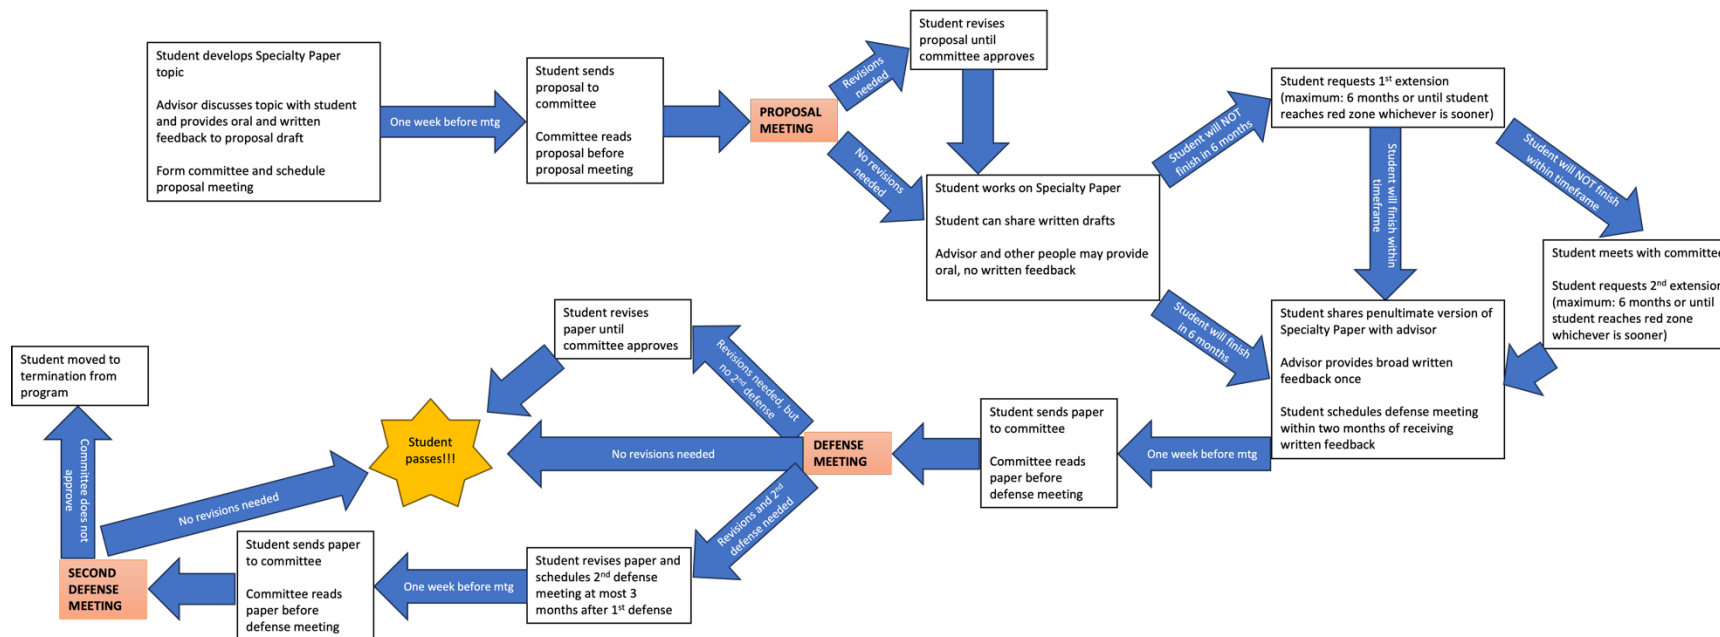 Student develops Specialty Paper
topic
Advisor discusses topic with student
and provides oral and written
feedback to proposal draft
Form committee and schedule
proposal meeting
One week before mtg
Student sends
proposal to
committee
Committee reads
proposal before
proposal meeting
PROPOSAL
MEETING
Revisions
needed
Student revises
proposal until
committee approves
No revisions
needed
Student works on Specialty Paper
Student can share written drafts
Advisor and other people may provide
oral, no written feedback
Student will NOT
finish in 6 months
Student requests 1st extension
(maximum: 6 months or until student
reaches red zone whichever is sooner)
Student will finish within
timeframe
Student will NOT finish
within timeframe
Student meets with committee
Student requests 2nd extension
(maximum: 6 months or until
student reaches red zone
whichever is sooner)
Student will finish
in 6 months
Student shares penultimate version of
Specialty Paper with advisor
Advisor provides broad written
feedback once
Student schedules defense meeting
within two months of receiving
written feedback
One week before mtg
Student sends paper
to committee
Committee reads
paper before
defense meeting
DEFENSE
MEETING
Revisions needed, but
no 2nd defense
Student revises
paper until
committee approves
No revisions needed
Student
passes!!!
Revisions and 2nd
defense needed
Student revises paper and
schedules 2nd defense
meeting at most 3
months after 1st defense
One week before mtg
Student sends paper
to committee
Committee reads
paper before
defense meeting
SECOND
DEFENSE
MEETING
No revisions needed
Committee does not
approve
Student moved to
termination from
program